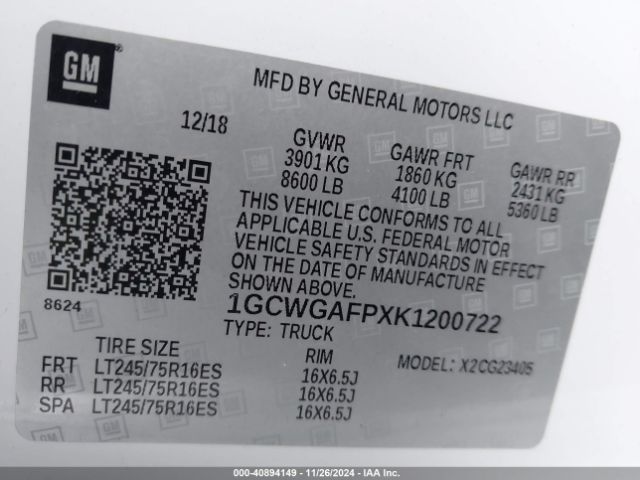 GM
MFD BY GENERAL MOTORS LLC
12/18
GVWR
3901 KG
8600 LB
GAWR FRT
1860 KG
4100 LB
GAWR RR
2431 KG
5360 LB
THIS VEHICLE CONFORMS TO ALL
APPLICABLE U.S. FEDERAL MOTOR
VEHICLE SAFETY STANDARDS IN EFFECT
ON THE DATE OF MANUFACTURE
SHOWN ABOVE.
8624
1GCWGAFPXK1200722
TYPE: TRUCK
MODEL: X2CG23405
TIRE SIZE RIM
FRT LT245/75R16ES 16X6.5J
RR LT245/75R16ES 16X6.5J
SPA LT245/75R16ES 16X6.5J
000-40894149 - 11/26/2024 - IAA Inc.